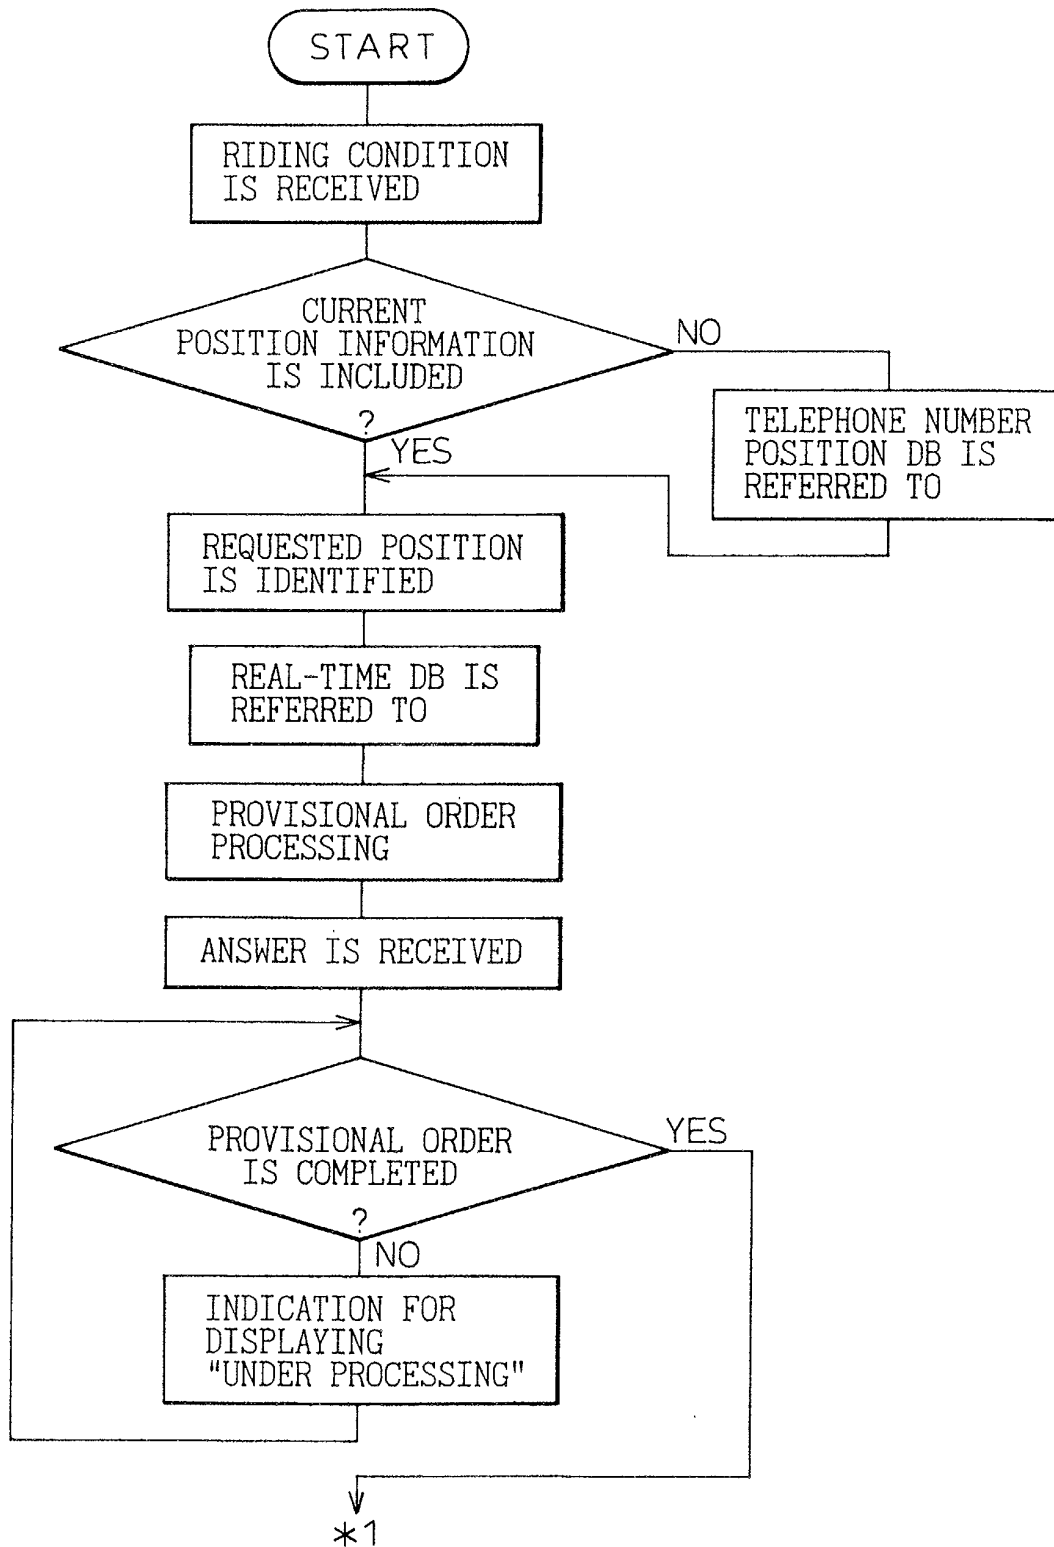 START
RIDING CONDITION
IS RECEIVED
CURRENT
POSITION INFORMATION
IS INCLUDED
?
NO
YES
TELEPHONE NUMBER
POSITION DB IS
REFERRED TO
REQUESTED POSITION
IS IDENTIFIED
REAL-TIME DB IS
REFERRED TO
PROVISIONAL ORDER
PROCESSING
ANSWER IS RECEIVED
PROVISIONAL ORDER
IS COMPLETED
?
YES
NO
INDICATION FOR
DISPLAYING
"UNDER PROCESSING"
*1